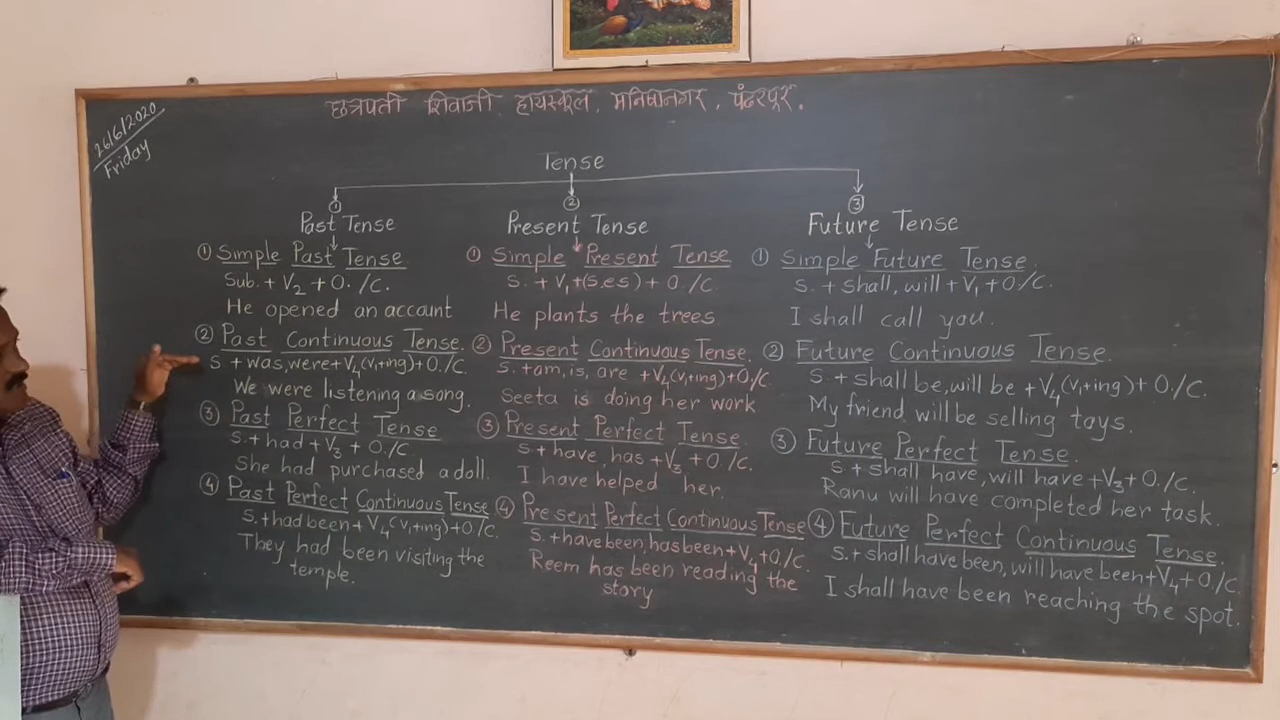 26/6/2020
Friday
छत्रपती शिवाजी हायस्कूल, मनिषानगर, पंढरपूर.
Tense
① ② ③
Past Tense
① Simple Past Tense
Sub. + V2 + O./C.
He opened an account
② Past Continuous Tense.
S + was, were + V4 (V1+ing) + O./C.
We were listening a song.
③ Past Perfect Tense
S. + had + V3 + O./C.
She had purchased a doll.
④ Past Perfect Continuous Tense
S. + had been + V4 (V1+ing) + O./C.
They had been visiting the
temple.
Present Tense
① Simple Present Tense
S. + V1 + (s.es) + O./C.
He plants the trees
② Present Continuous Tense.
S. + am, is, are + V4 (V1+ing) + O./C.
Seeta is doing her work
③ Present Perfect Tense
S + have, has + V3 + O./C.
I have helped her.
④ Present Perfect Continuous Tense
S. + have been, has been + V4 + O./C.
Reem has been reading the
story
Future Tense
① Simple Future Tense.
S. + shall, will + V1 + O./C.
I shall call you.
② Future Continuous Tense.
S + shall be, will be + V4 (V1+ing) + O./C.
My friend will be selling tays.
③ Future Perfect Tense.
S + shall have, will have + V3 + O./C.
Ranu will have completed her task.
④ Future Perfect Continuous Tense.
S. + shall have been, will have been + V4 + O./C.
I shall have been reaching the spot.